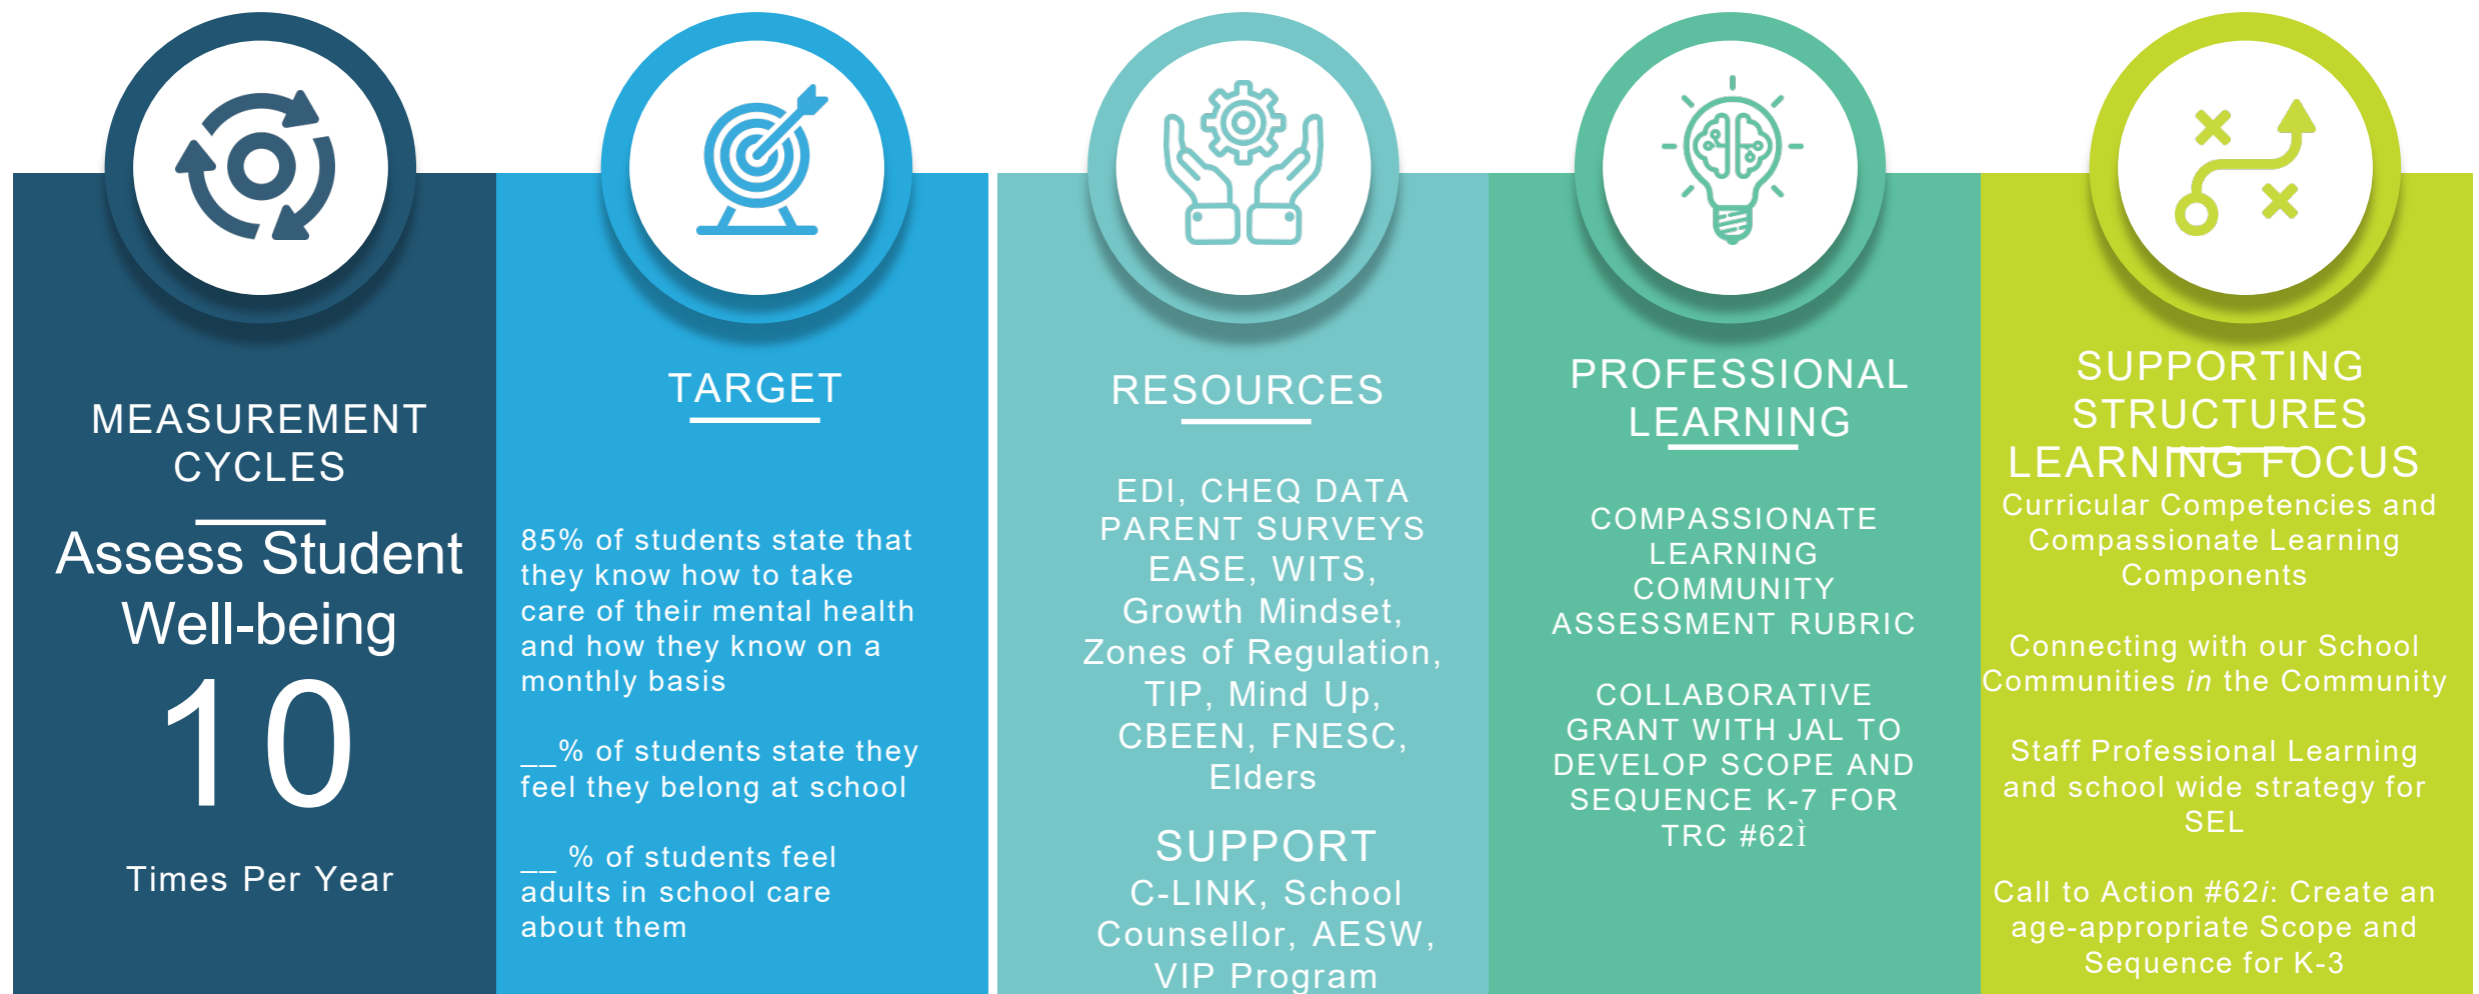 MEASUREMENT
CYCLES
Assess Student
Well-being
10
Times Per Year
TARGET
85% of students state that
they know how to take
care of their mental health
and how they know on a
monthly basis
__% of students state they
feel they belong at school
__ % of students feel
adults in school care
about them
RESOURCES
EDI, CHEQ DATA
PARENT SURVEYS
EASE, WITS,
Growth Mindset,
Zones of Regulation,
TIP, Mind Up,
CBEEN, FNESC,
Elders
SUPPORT
C-LINK, School
Counsellor, AESW,
VIP Program
PROFESSIONAL
LEARNING
COMPASSIONATE
LEARNING
COMMUNITY
ASSESSMENT RUBRIC
COLLABORATIVE
GRANT WITH JAL TO
DEVELOP SCOPE AND
SEQUENCE K-7 FOR
TRC #62Ì
SUPPORTING
STRUCTURES
LEARNING FOCUS
Curricular Competencies and
Compassionate Learning
Components
Connecting with our School
Communities in the Community
Staff Professional Learning
and school wide strategy for
SEL
Call to Action #62i: Create an
age-appropriate Scope and
Sequence for K-3